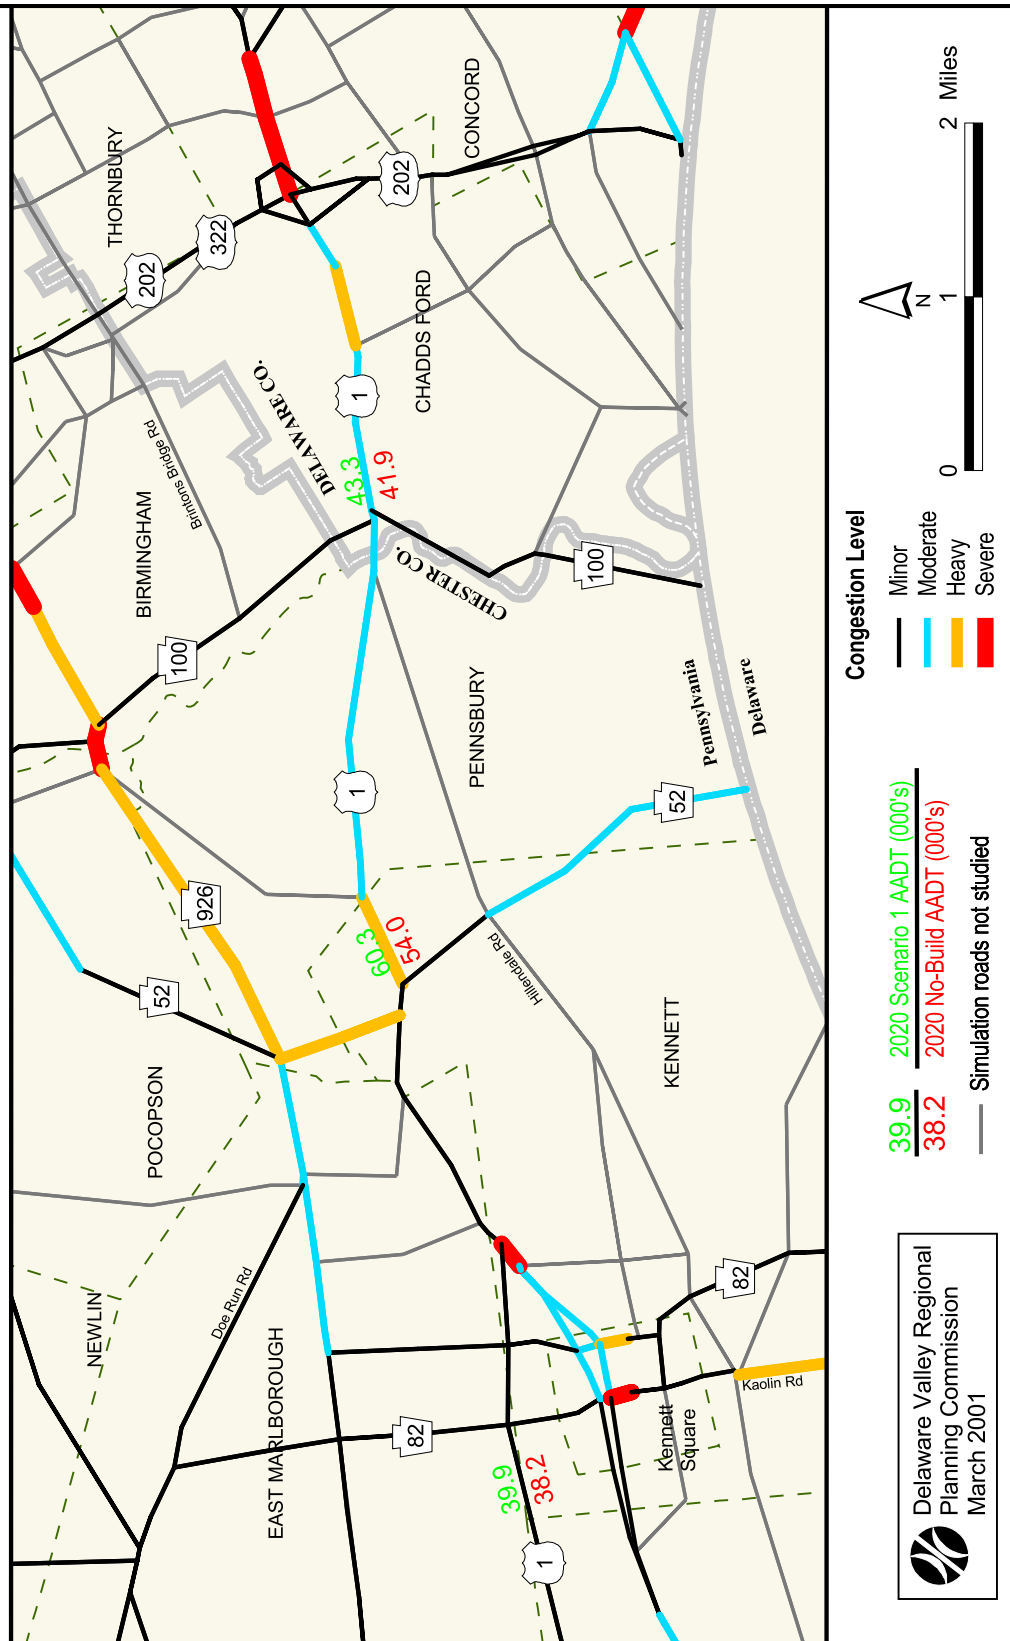 THORNBURY
CONCORD
322
202
202
CHADDS FORD
1
DELAWARE CO.
CHESTER CO.
43.3
41.9
Brintons Bridge Rd
BIRMINGHAM
100
100
PENNSBURY
1
Pennsylvania
Delaware
52
926
60.3
54.0
Hillendale Rd
52
POCOPSON
KENNETT
NEWLIN
Doe Run Rd
EAST MARLBOROUGH
82
82
Kaolin Rd
Kennett
Square
39.9
38.2
1
Delaware Valley Regional
Planning Commission
March 2001
39.9
38.2
2020 Scenario 1 AADT (000's)
2020 No-Build AADT (000's)
Simulation roads not studied
Congestion Level
Minor
Moderate
Heavy
Severe
N
0 1 2 Miles